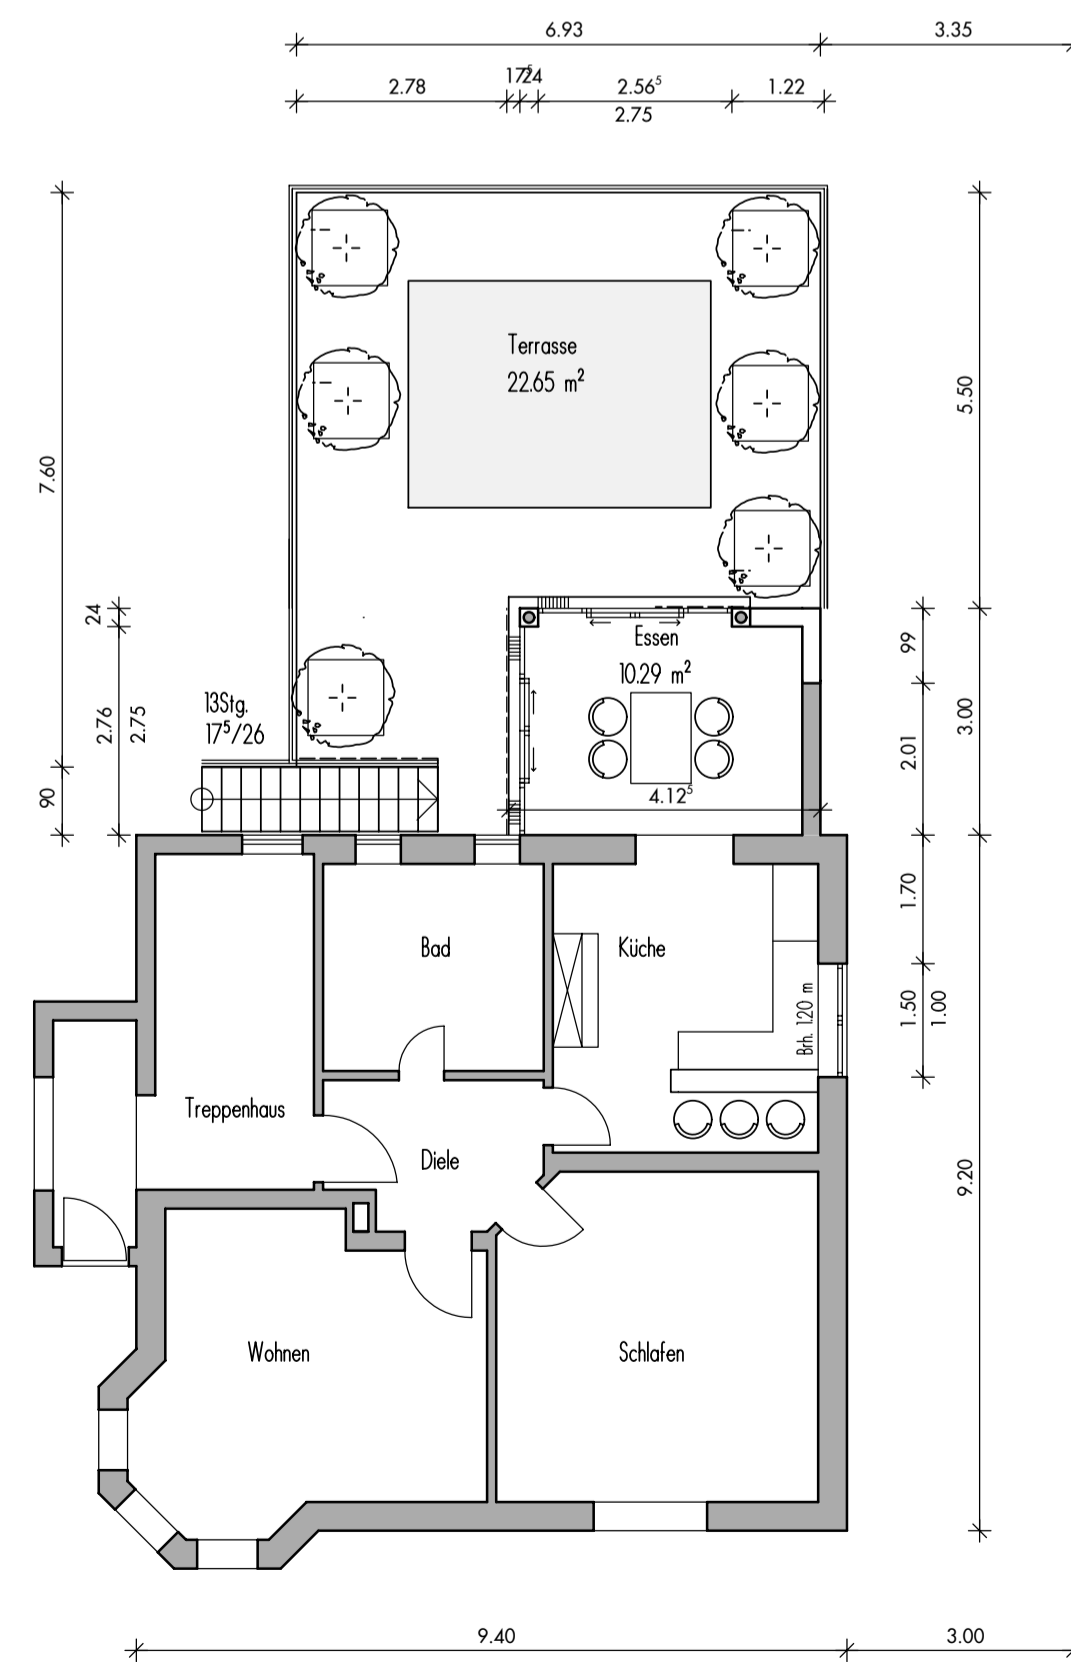 6.93
3.35
2.78
17⁵
24
2.56⁵
1.22
2.75
Terrasse
22.65 m²
7.60
5.50
24
Essen
10.29 m²
99
13Stg.
17⁵/26
2.76
2.75
3.00
2.01
90
4.12⁵
1.70
Bad
Küche
Brh. 1.20 m
1.50
1.00
Treppenhaus
Diele
9.20
Wohnen
Schlafen
9.40
3.00